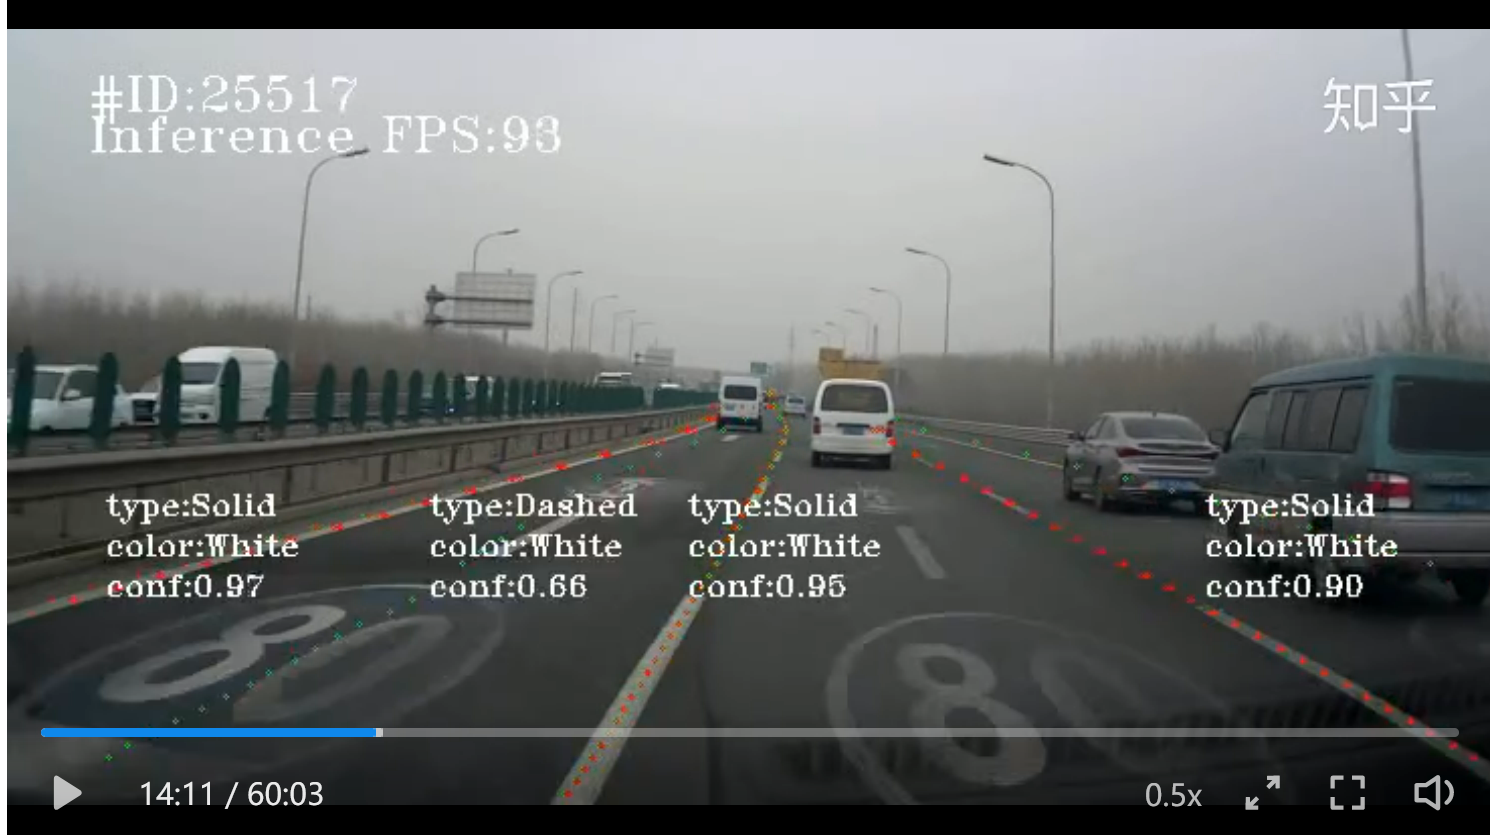 #ID:25517
Inference FPS:98
知乎
type:Solid
color:White
conf:0.97
type:Dashed
color:White
conf:0.66
type:Solid
color:White
conf:0.95
type:Solid
color:White
conf:0.90
80
80
14:11 / 60:03
0.5x